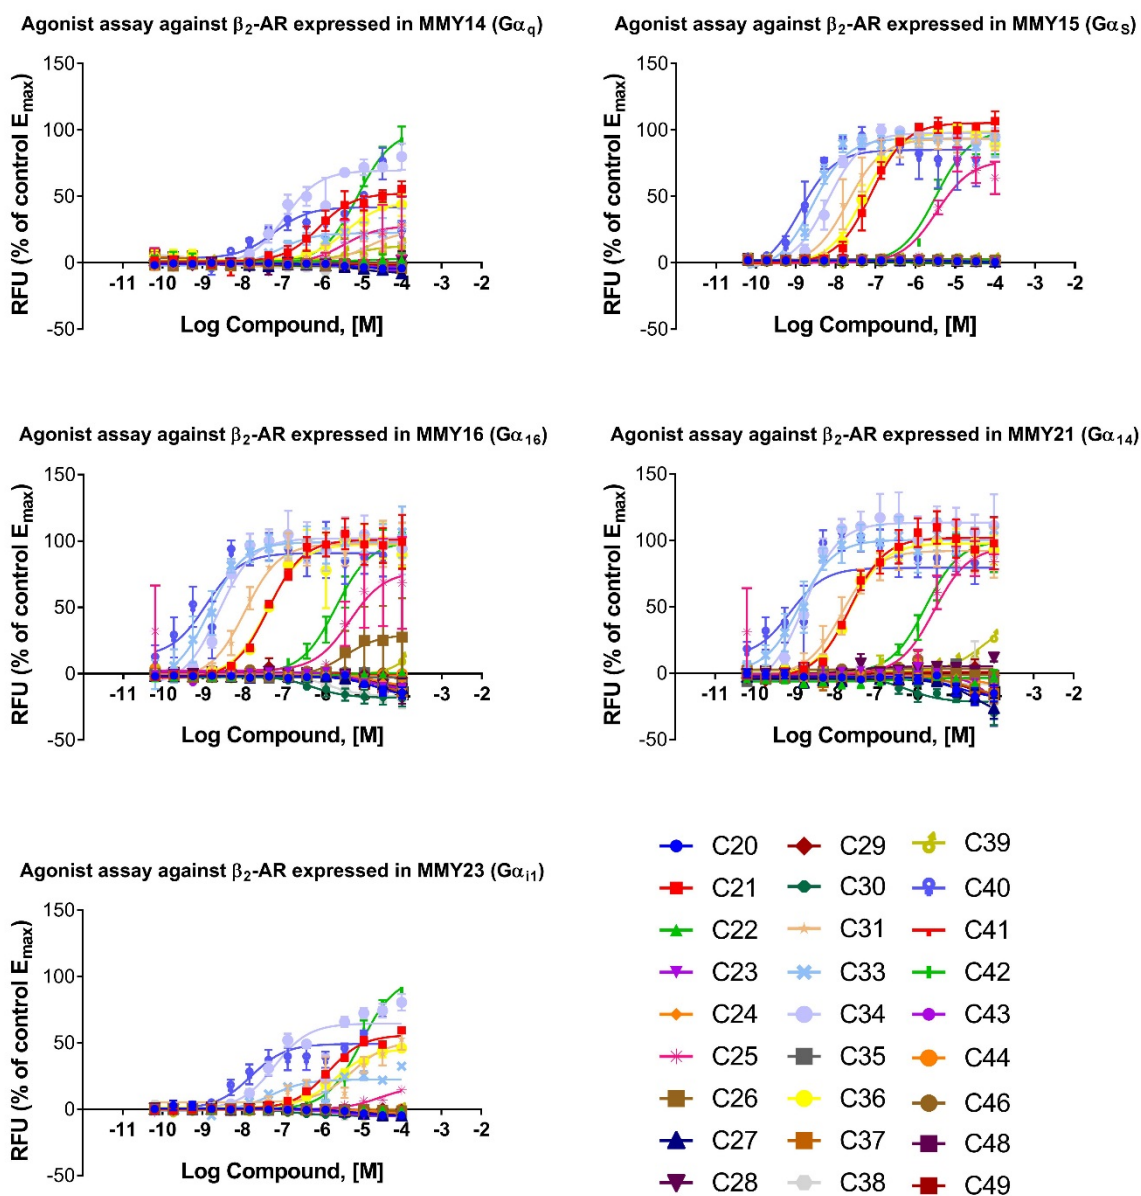 Agonist assay against β2-AR expressed in MMY14 (Gαq)
RFU (% of control Emax)
150
100
50
0
-50
-11 -10 -9 -8 -7 -6 -5 -4 -3 -2
Log Compound, [M]
Agonist assay against β2-AR expressed in MMY15 (GαS)
RFU (% of control Emax)
150
100
50
0
-50
-11 -10 -9 -8 -7 -6 -5 -4 -3 -2
Log Compound, [M]
Agonist assay against β2-AR expressed in MMY16 (Gα16)
RFU (% of control Emax)
150
100
50
0
-50
-11 -10 -9 -8 -7 -6 -5 -4 -3 -2
Log Compound, [M]
Agonist assay against β2-AR expressed in MMY21 (Gα14)
RFU (% of control Emax)
150
100
50
0
-50
-11 -10 -9 -8 -7 -6 -5 -4 -3 -2
Log Compound, [M]
Agonist assay against β2-AR expressed in MMY23 (Gαi1)
RFU (% of control Emax)
150
100
50
0
-50
-11 -10 -9 -8 -7 -6 -5 -4 -3 -2
Log Compound, [M]
C20 C29 C39
C21 C30 C40
C22 C31 C41
C23 C33 C42
C24 C34 C43
C25 C35 C44
C26 C36 C46
C27 C37 C48
C28 C38 C49